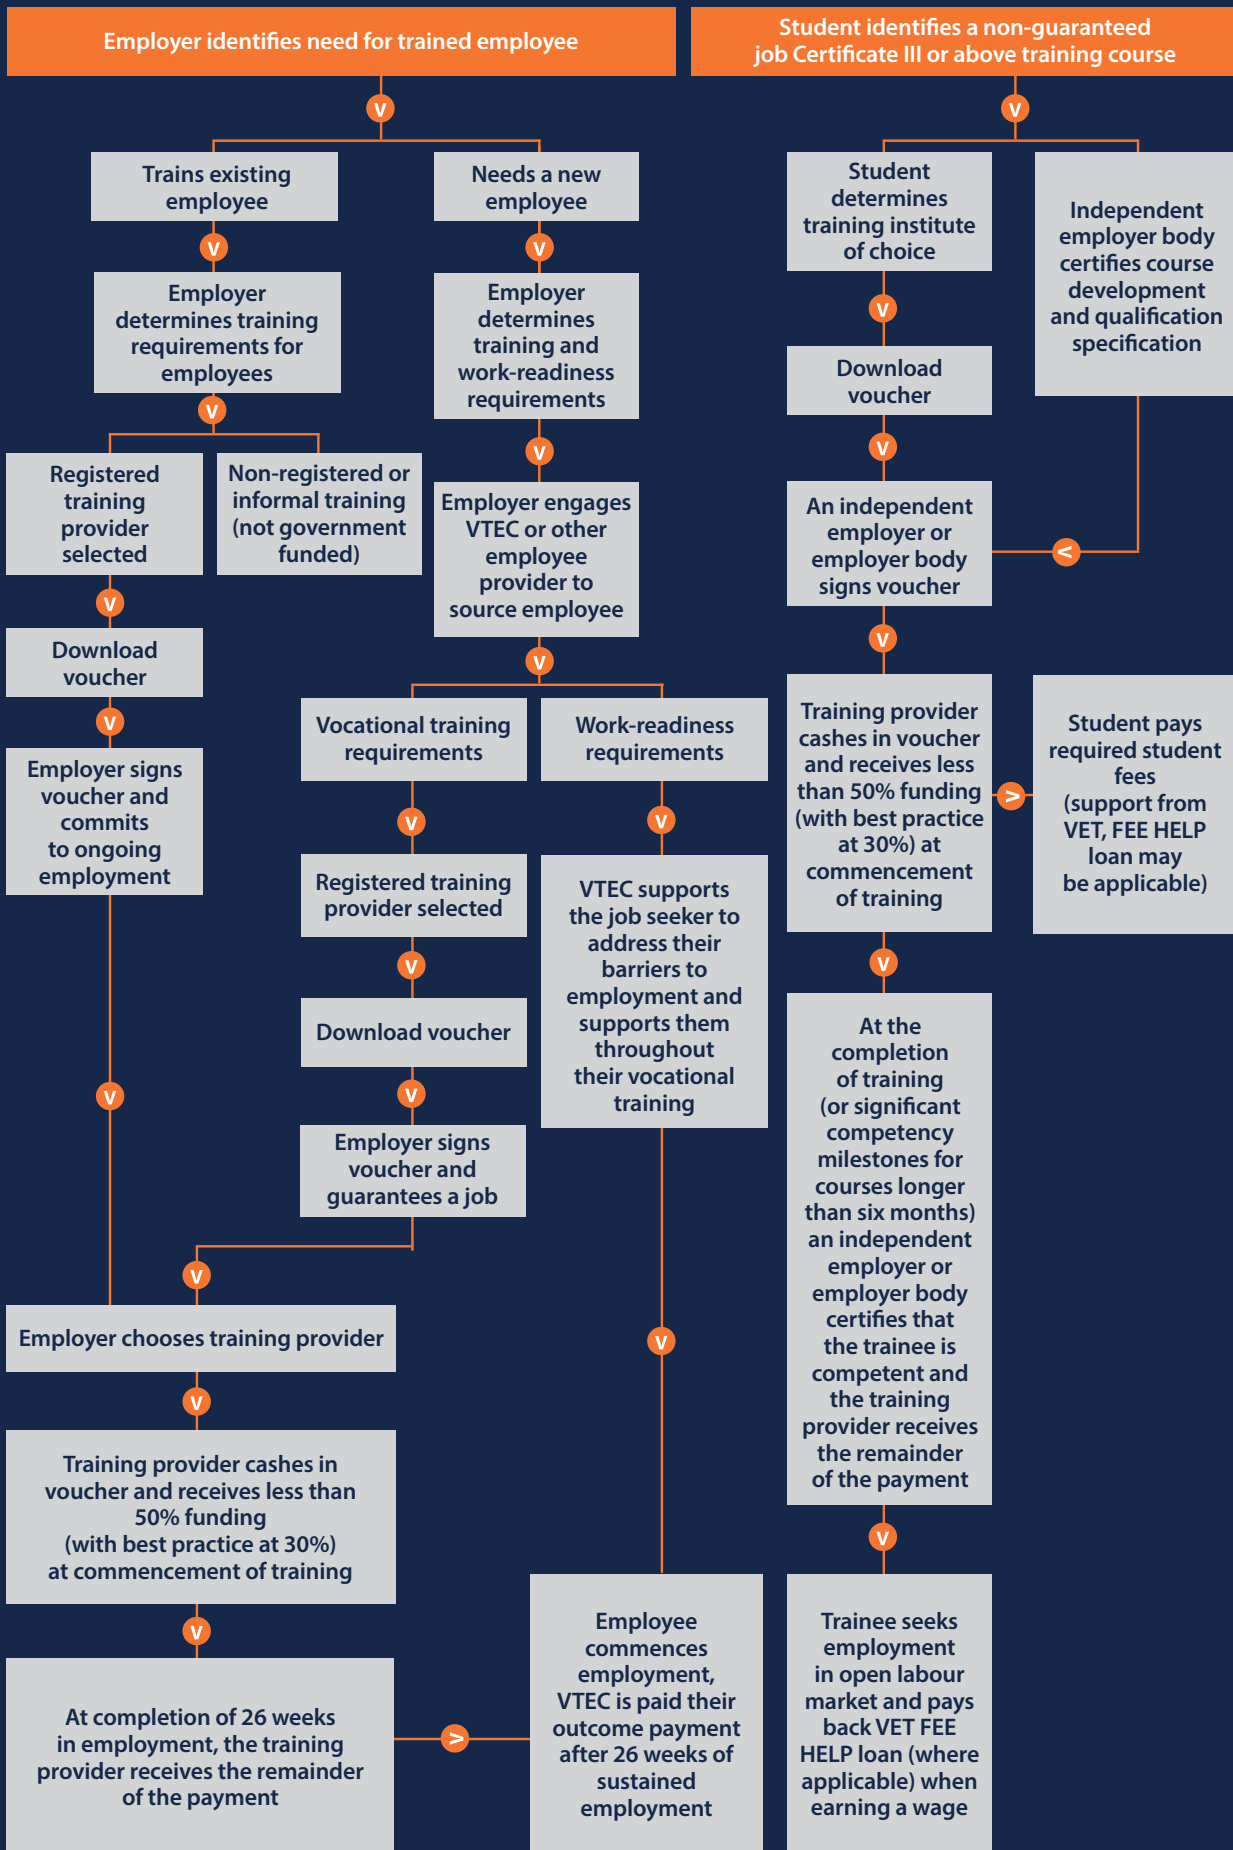 Employer identifies need for trained employee
Student identifies a non-guaranteed
job Certificate III or above training course
Trains existing
employee
Employer
determines training
requirements for
employees
Registered
training
provider
selected
Non-registered or
informal training
(not government
funded)
Download
voucher
Employer signs
voucher and
commits
to ongoing
employment
Needs a new
employee
Employer
determines
training and
work-readiness
requirements
Employer engages
VTEC or other
employee
provider to
source employee
Vocational training
requirements
Registered training
provider selected
Download voucher
Employer signs
voucher and
guarantees a job
Work-readiness
requirements
VTEC supports
the job seeker to
address their
barriers to
employment and
supports them
throughout
their vocational
training
Employer chooses training provider
Training provider cashes in
voucher and receives less than
50% funding
(with best practice at 30%)
at commencement of training
At completion of 26 weeks
in employment, the training
provider receives the remainder
of the payment
Employee
commences
employment,
VTEC is paid their
outcome payment
after 26 weeks of
sustained
employment
Student
determines
training institute
of choice
Download
voucher
An independent
employer or
employer body
signs voucher
Independent
employer body
certifies course
development
and qualification
specification
Training provider
cashes in voucher
and receives less
than 50% funding
(with best practice
at 30%) at
commencement
of training
Student pays
required student
fees
(support from
VET, FEE HELP
loan may
be applicable)
At the
completion
of training
(or significant
competency
milestones for
courses longer
than six months)
an independent
employer or
employer body
certifies that
the trainee is
competent and
the training
provider receives
the remainder
of the payment
Trainee seeks
employment
in open labour
market and pays
back VET FEE
HELP loan (where
applicable) when
earning a wage